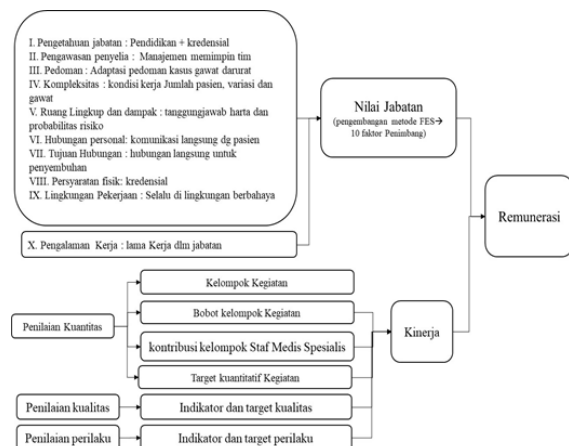 I. Pengetahuan jabatan : Pendidikan + kredensial
II. Pengawasan penyelia : Manajemen memimpin tim
III. Pedoman : Adaptasi pedoman kasus gawat darurat
IV. Kompleksitas : kondisi kerja Jumlah pasien, variasi dan
gawat
V. Ruang Lingkup dan dampak : tanggungjawab harta dan
probabilitas risiko
VI. Hubungan personal: komunikasi langsung dg pasien
VII. Tujuan Hubungan : hubungan langsung untuk
penyembuhan
VIII. Persyaratan fisik: kredensial
IX. Lingkungan Pekerjaan : Selalu di lingkungan berbahaya
X. Pengalaman Kerja : lama Kerja dlm jabatan
Nilai Jabatan
(pengembangan metode FES→
10 faktor Penimbang)
Remunerasi
Penilaian Kuantitas
Kelompok Kegiatan
Bobot kelompok Kegiatan
kontribusi kelompok Staf Medis Spesialis
Target kuantitatif Kegiatan
Kinerja
Penilaian kualitas
Indikator dan target kualitas
Penilaian perilaku
Indikator dan target perilaku